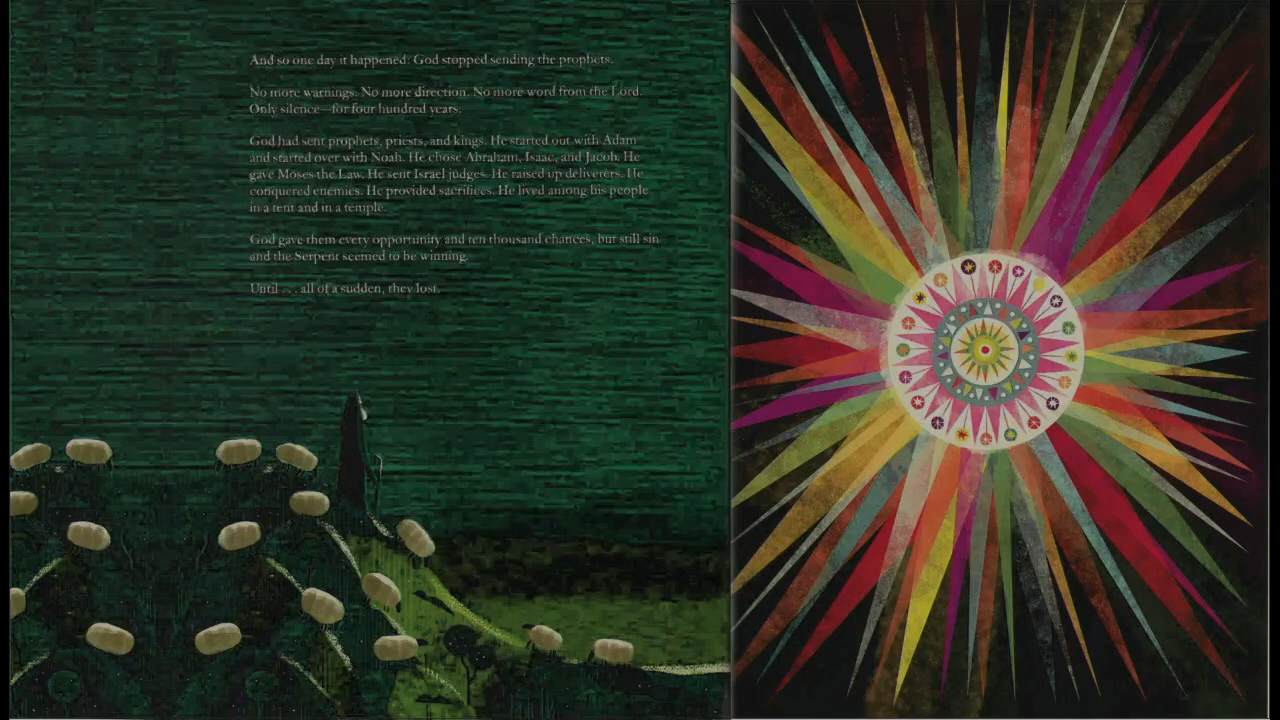 And so one day it happened: God stopped sending the prophets.
No more warnings. No more direction. No more word from the Lord.
Only silence—for four hundred years.
God had sent prophets, priests, and kings. He started out with Adam
and started over with Noah. He chose Abraham, Isaac, and Jacob. He
gave Moses the Law. He sent Israel judges. He raised up deliverers. He
conquered enemies. He provided sacrifices. He lived among his people
in a tent and in a temple.
God gave them every opportunity and ten thousand chances, but still sin
and the Serpent seemed to be winning.
Until . . . all of a sudden, they lost.